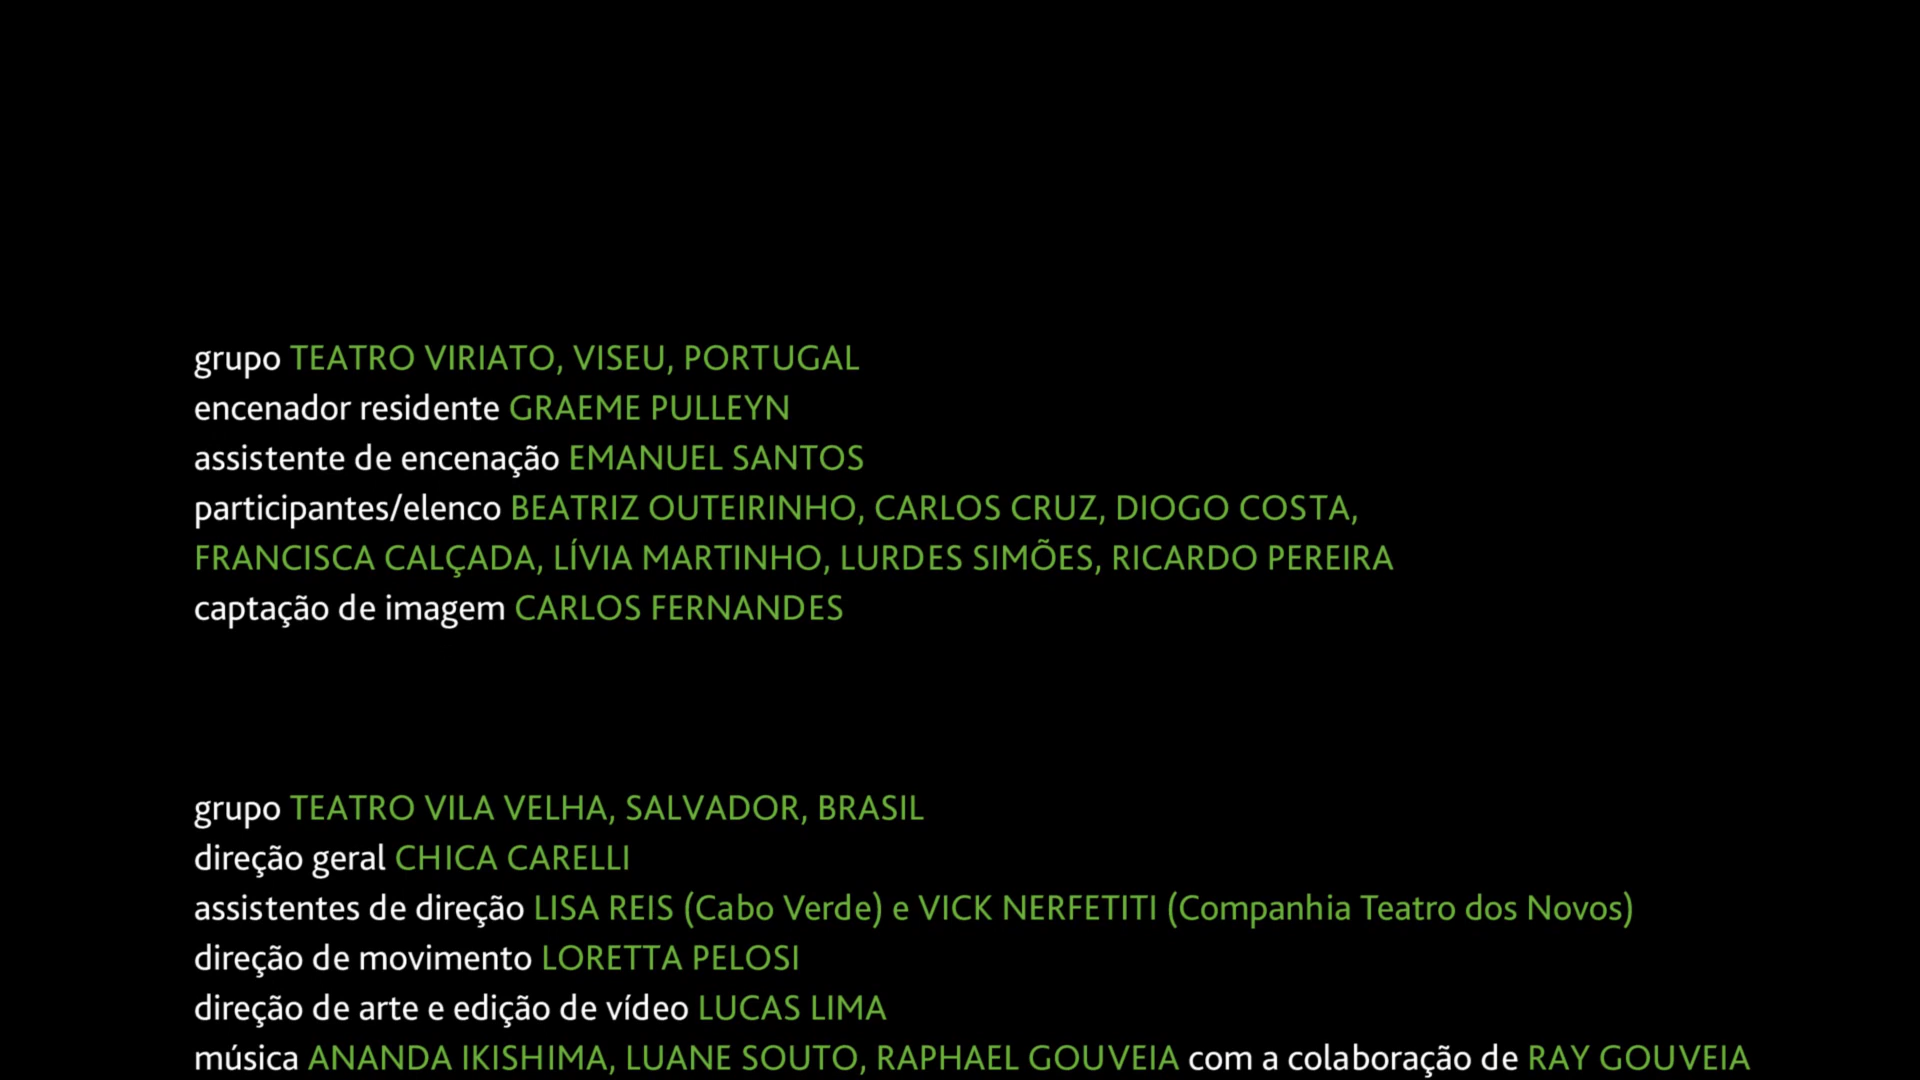 grupo TEATRO VIRIATO, VISEU, PORTUGAL
encenador residente GRAEME PULLEYN
assistente de encenação EMANUEL SANTOS
participantes/elenco BEATRIZ OUTEIRINHO, CARLOS CRUZ, DIOGO COSTA,
FRANCISCA CALÇADA, LÍVIA MARTINHO, LURDES SIMÕES, RICARDO PEREIRA
captação de imagem CARLOS FERNANDES
grupo TEATRO VILA VELHA, SALVADOR, BRASIL
direção geral CHICA CARELLI
assistentes de direção LISA REIS (Cabo Verde) e VICK NERFETITI (Companhia Teatro dos Novos)
direção de movimento LORETTA PELOSI
direção de arte e edição de vídeo LUCAS LIMA
música ANANDA IKISHIMA, LUANE SOUTO, RAPHAEL GOUVEIA com a colaboração de RAY GOUVEIA